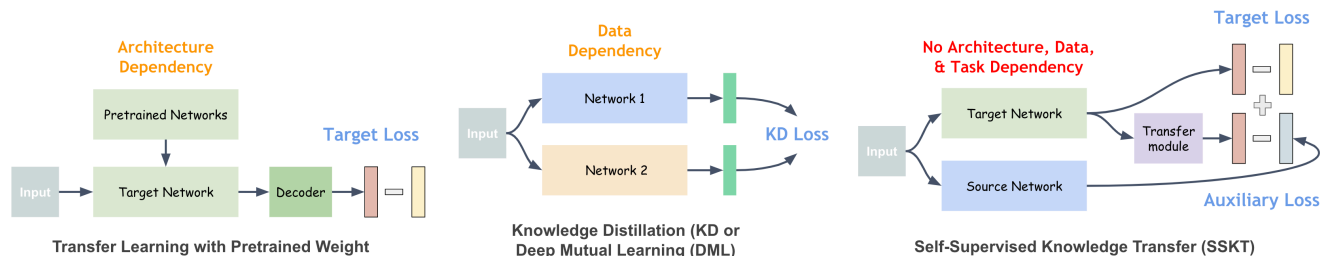 Architecture
Dependency
Pretrained Networks
Target Loss
Input
Target Network
Decoder
Transfer Learning with Pretrained Weight
Data
Dependency
Network 1
Input
KD Loss
Network 2
Knowledge Distillation (KD or
Deep Mutual Learning (DML)
Target Loss
No Architecture, Data,
& Task Dependency
Target Network
Transfer
module
Input
Source Network
Auxiliary Loss
Self-Supervised Knowledge Transfer (SSKT)